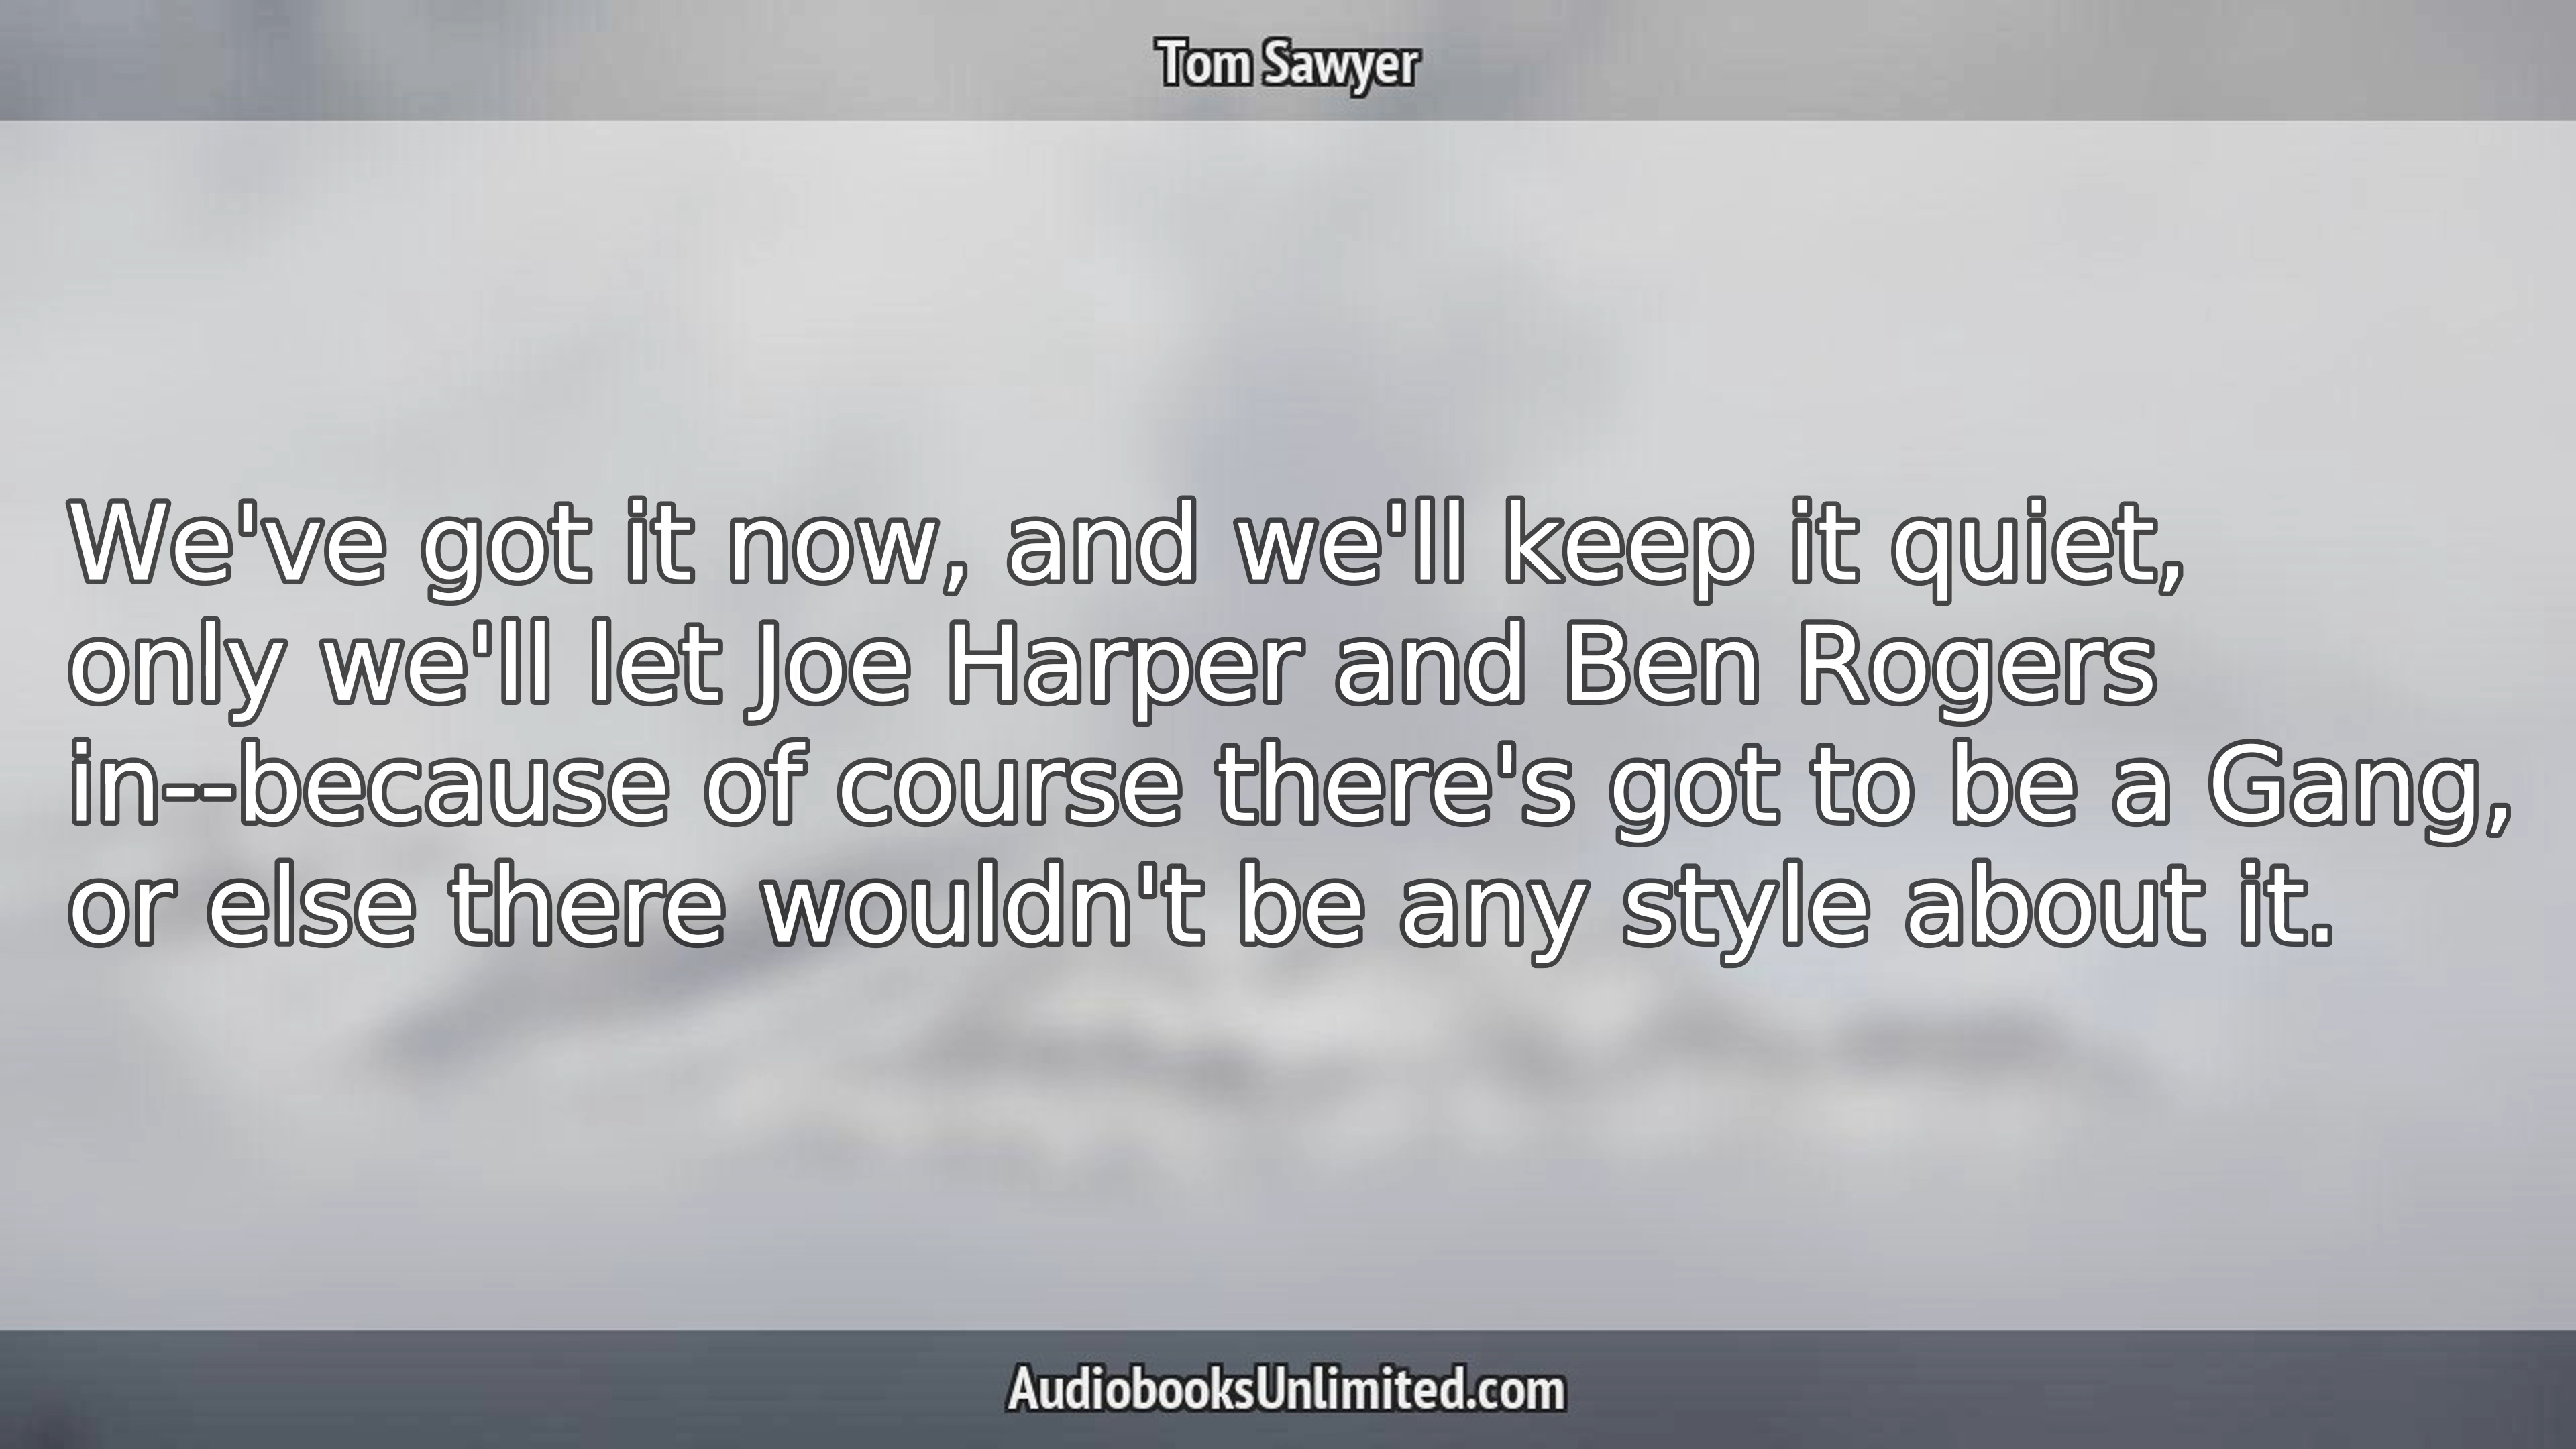 Tom Sawyer
We've got it now, and we'll keep it quiet,
only we'll let Joe Harper and Ben Rogers
in--because of course there's got to be a Gang,
or else there wouldn't be any style about it.
AudiobooksUnlimited.com